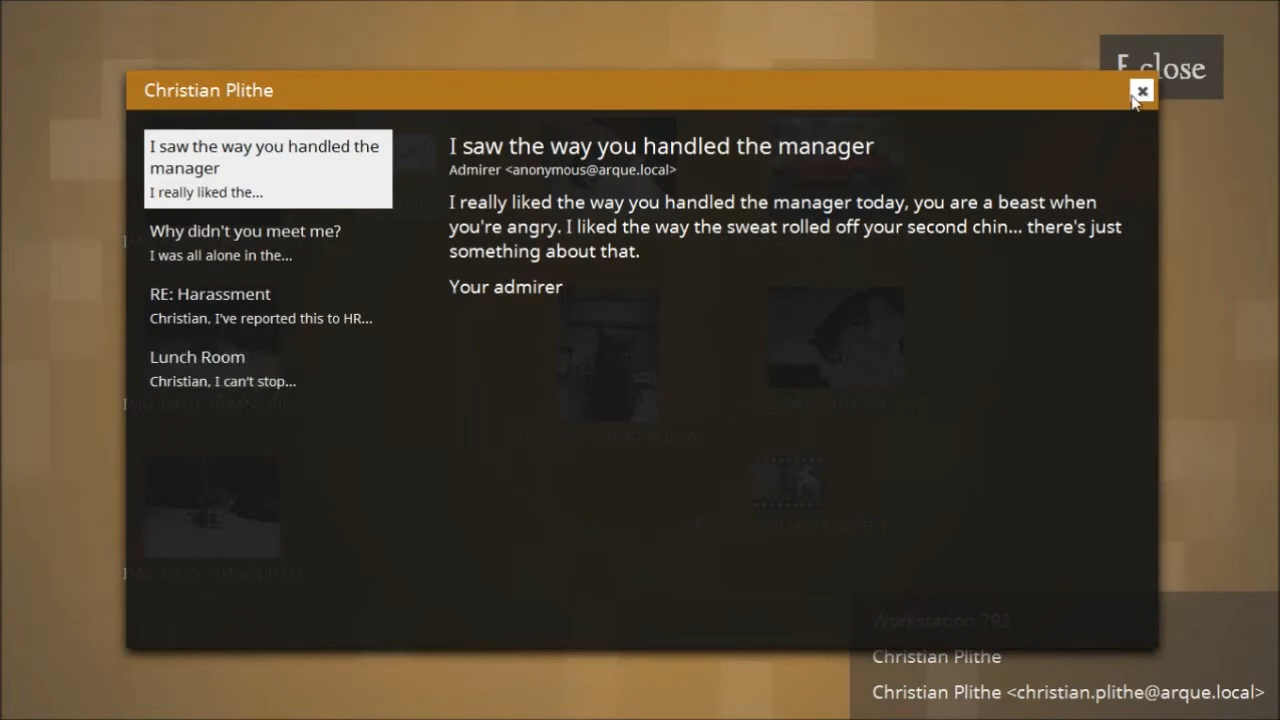 F close
Christian Plithe
I saw the way you handled the
manager
I really liked the...
Why didn't you meet me?
I was all alone in the...
RE: Harassment
Christian, I've reported this to HR...
Lunch Room
Christian, I can't stop...
I saw the way you handled the manager
Admirer <anonymous@arque.local>
I really liked the way you handled the manager today, you are a beast when
you're angry. I liked the way the sweat rolled off your second chin... there's just
something about that.
Your admirer
Workstation 702
Christian Plithe
Christian Plithe <christian.plithe@arque.local>